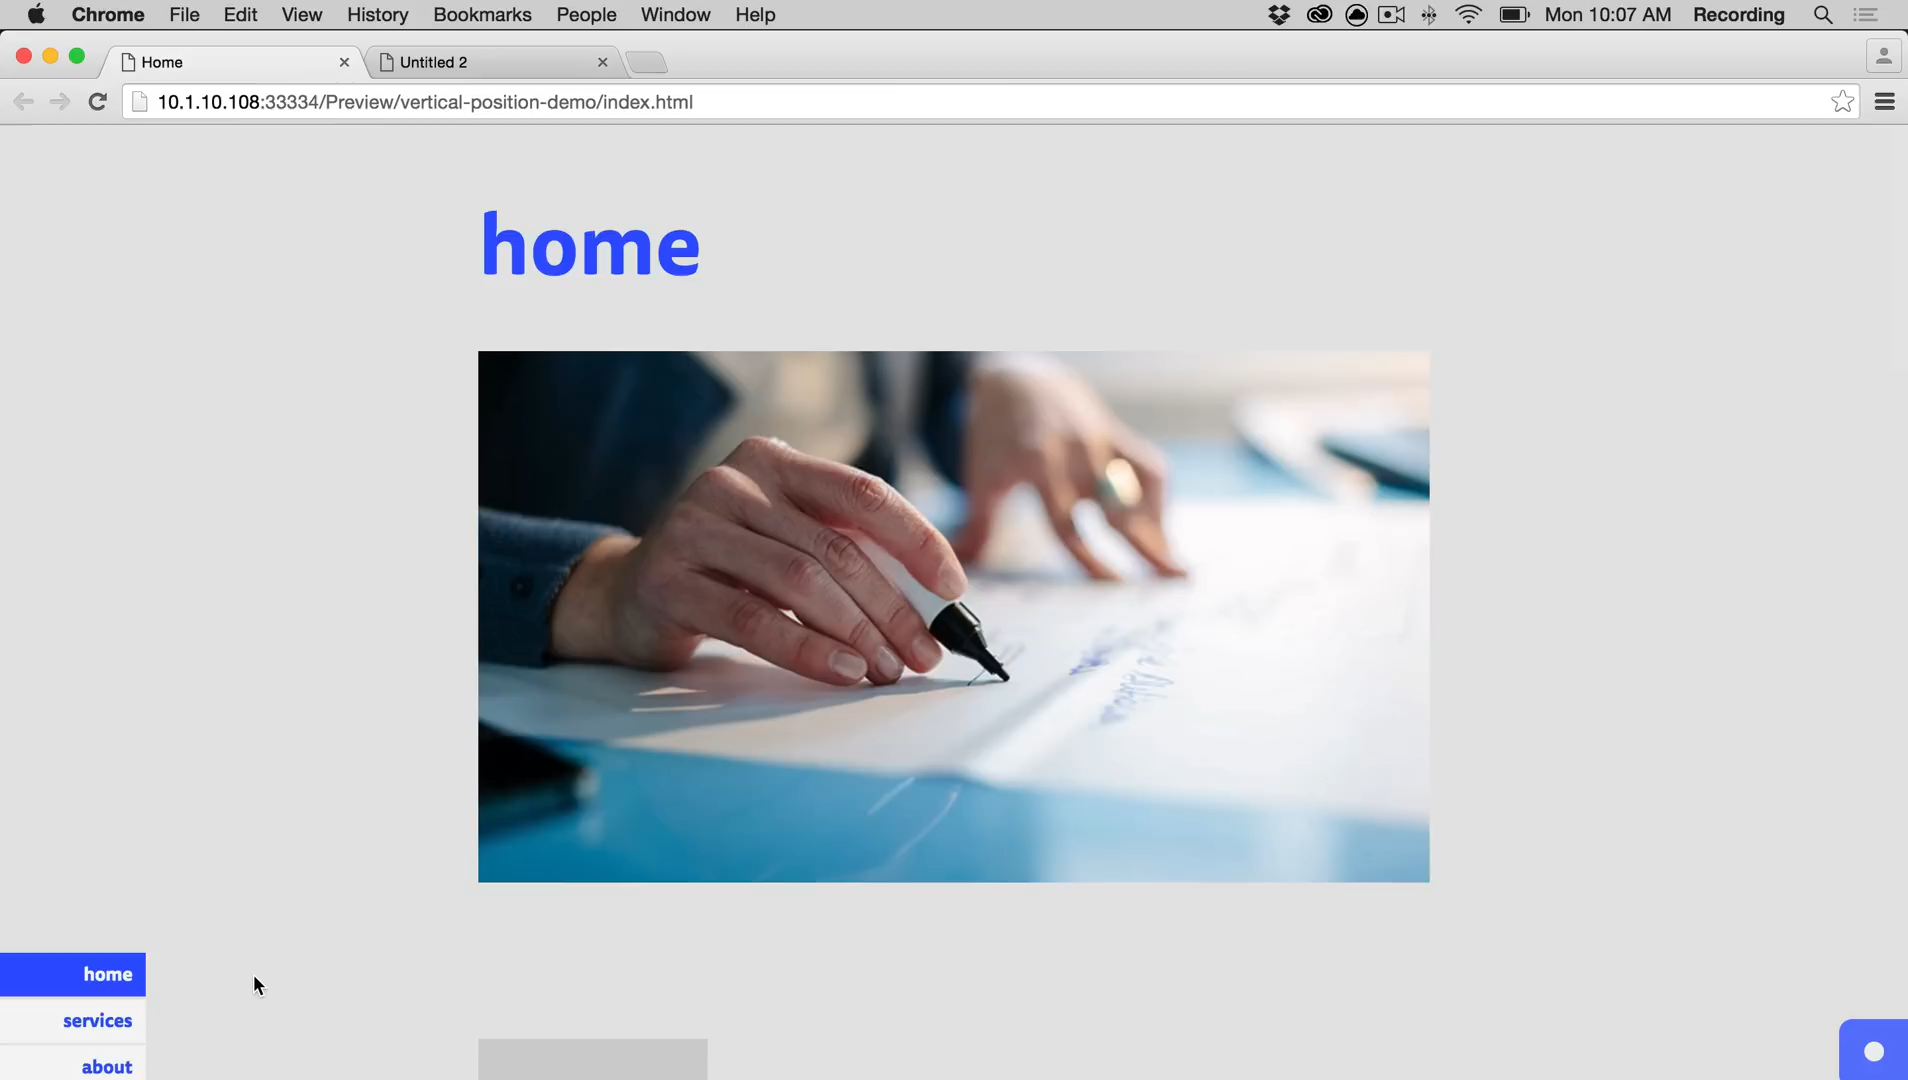 Chrome File Edit View History Bookmarks People Window Help Mon 10:07 AM Recording
Home Untitled 2
10.1.10.108:33334/Preview/vertical-position-demo/index.html
home
home
services
about